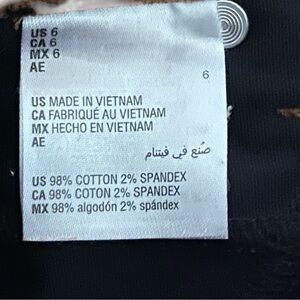 US 6
CA 6
MX 6
AE
6
US MADE IN VIETNAM
CA FABRIQUÉ AU VIETNAM
MX HECHO EN VIETNAM
AE
صُنع في فيتنام
US 98% COTTON 2% SPANDEX
CA 98% COTON 2% SPANDEX
MX 98% algodón 2% spándex